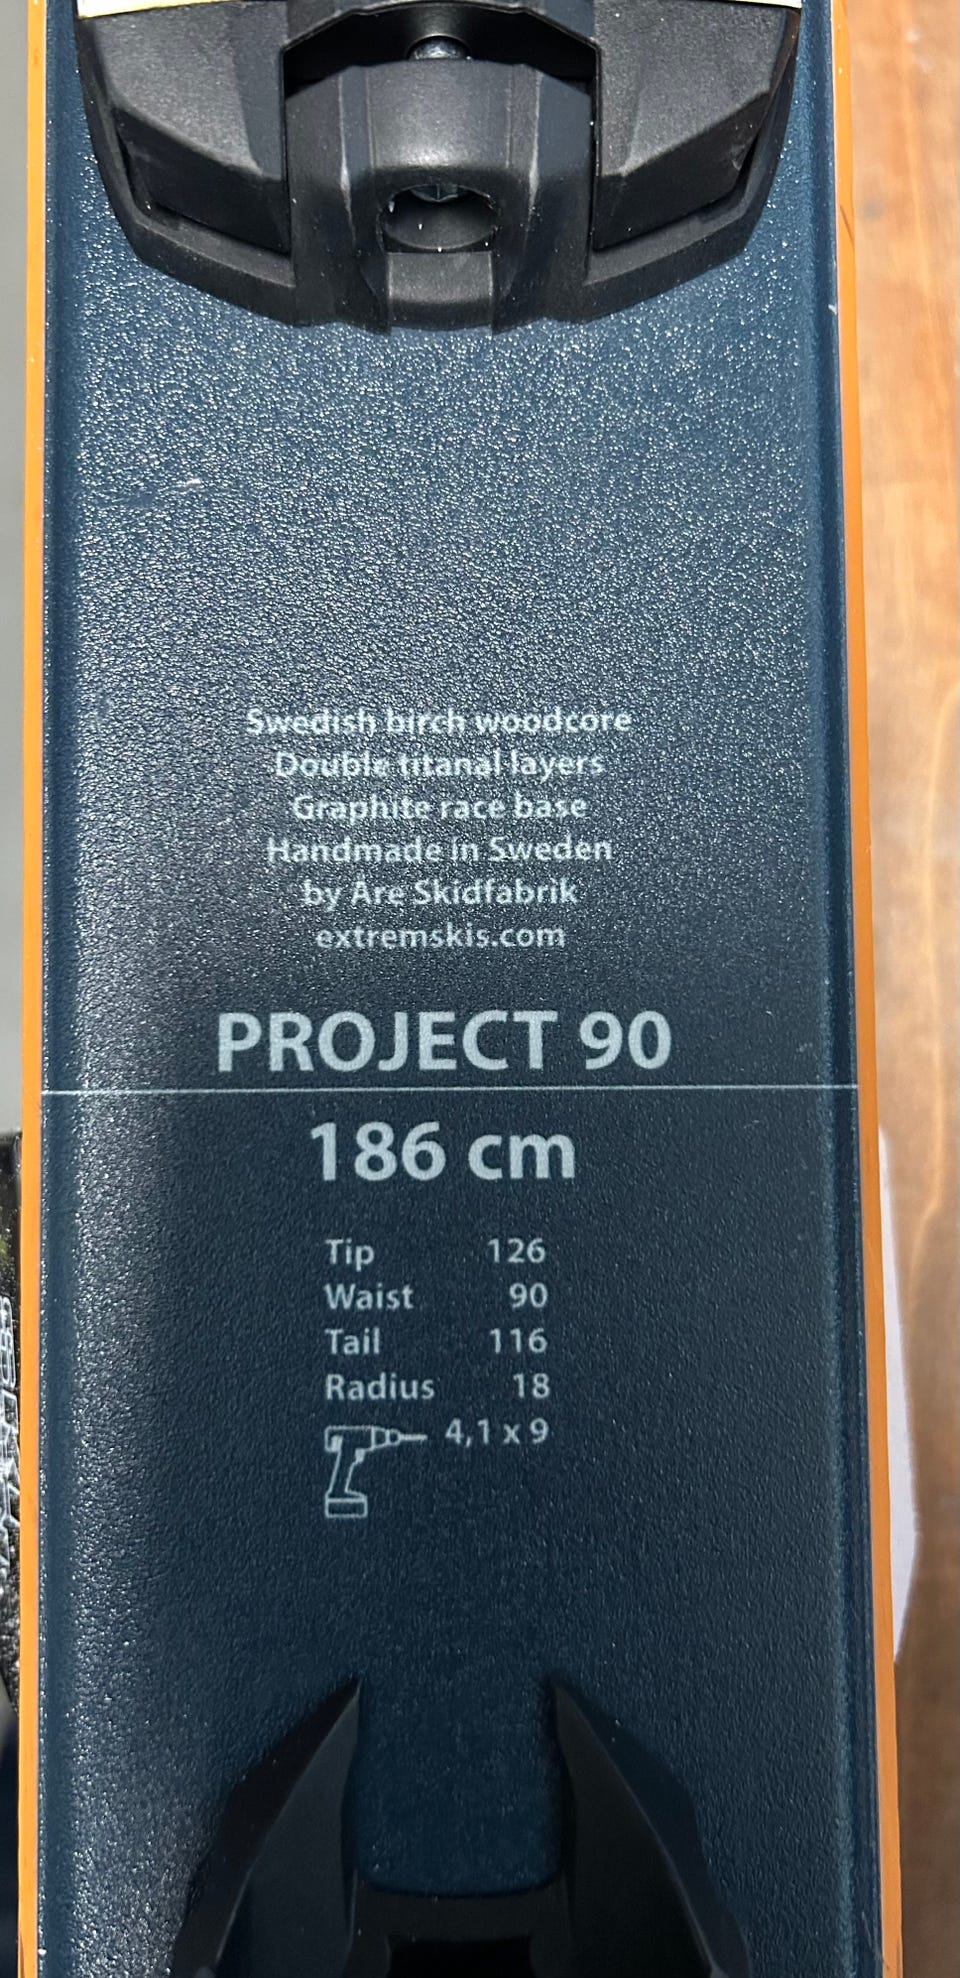 Swedish birch woodcore
Double titanal layers
Graphite race base
Handmade in Sweden
by Åre Skidfabrik
extremskis.com
PROJECT 90
186 cm
Tip 126
Waist 90
Tail 116
Radius 18
4,1 x 9